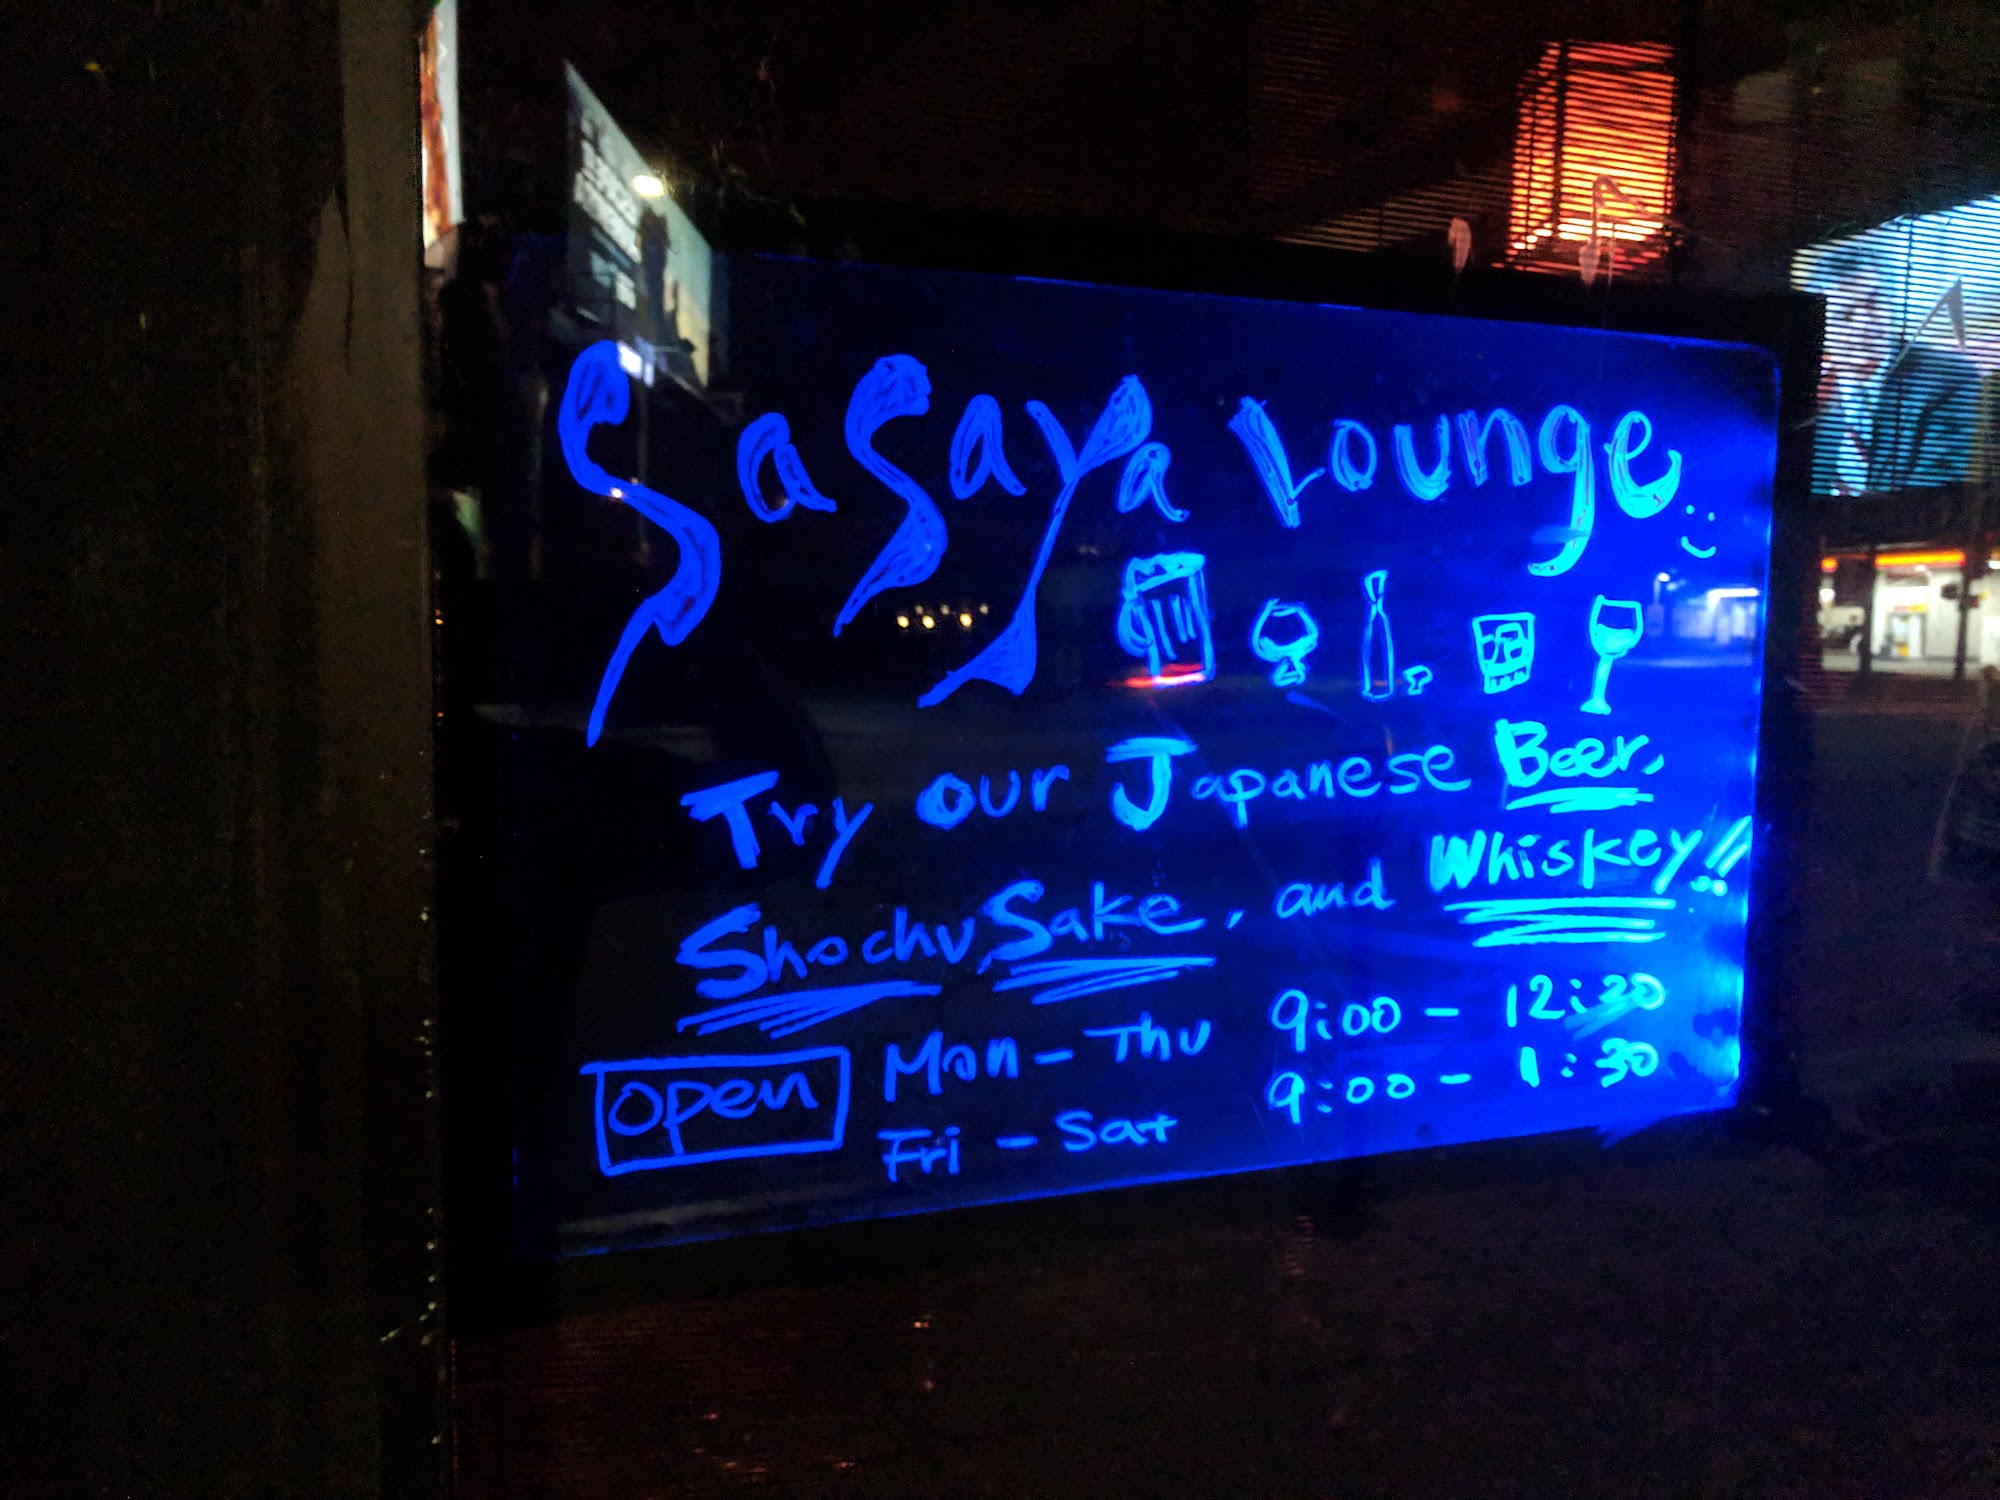 Sasaya Lounge
Try our Japanese Beer,
Shochu Sake, and Whiskey!!
open Mon - Thu 9:00 - 12:30
Fri - Sat 9:00 - 1:30